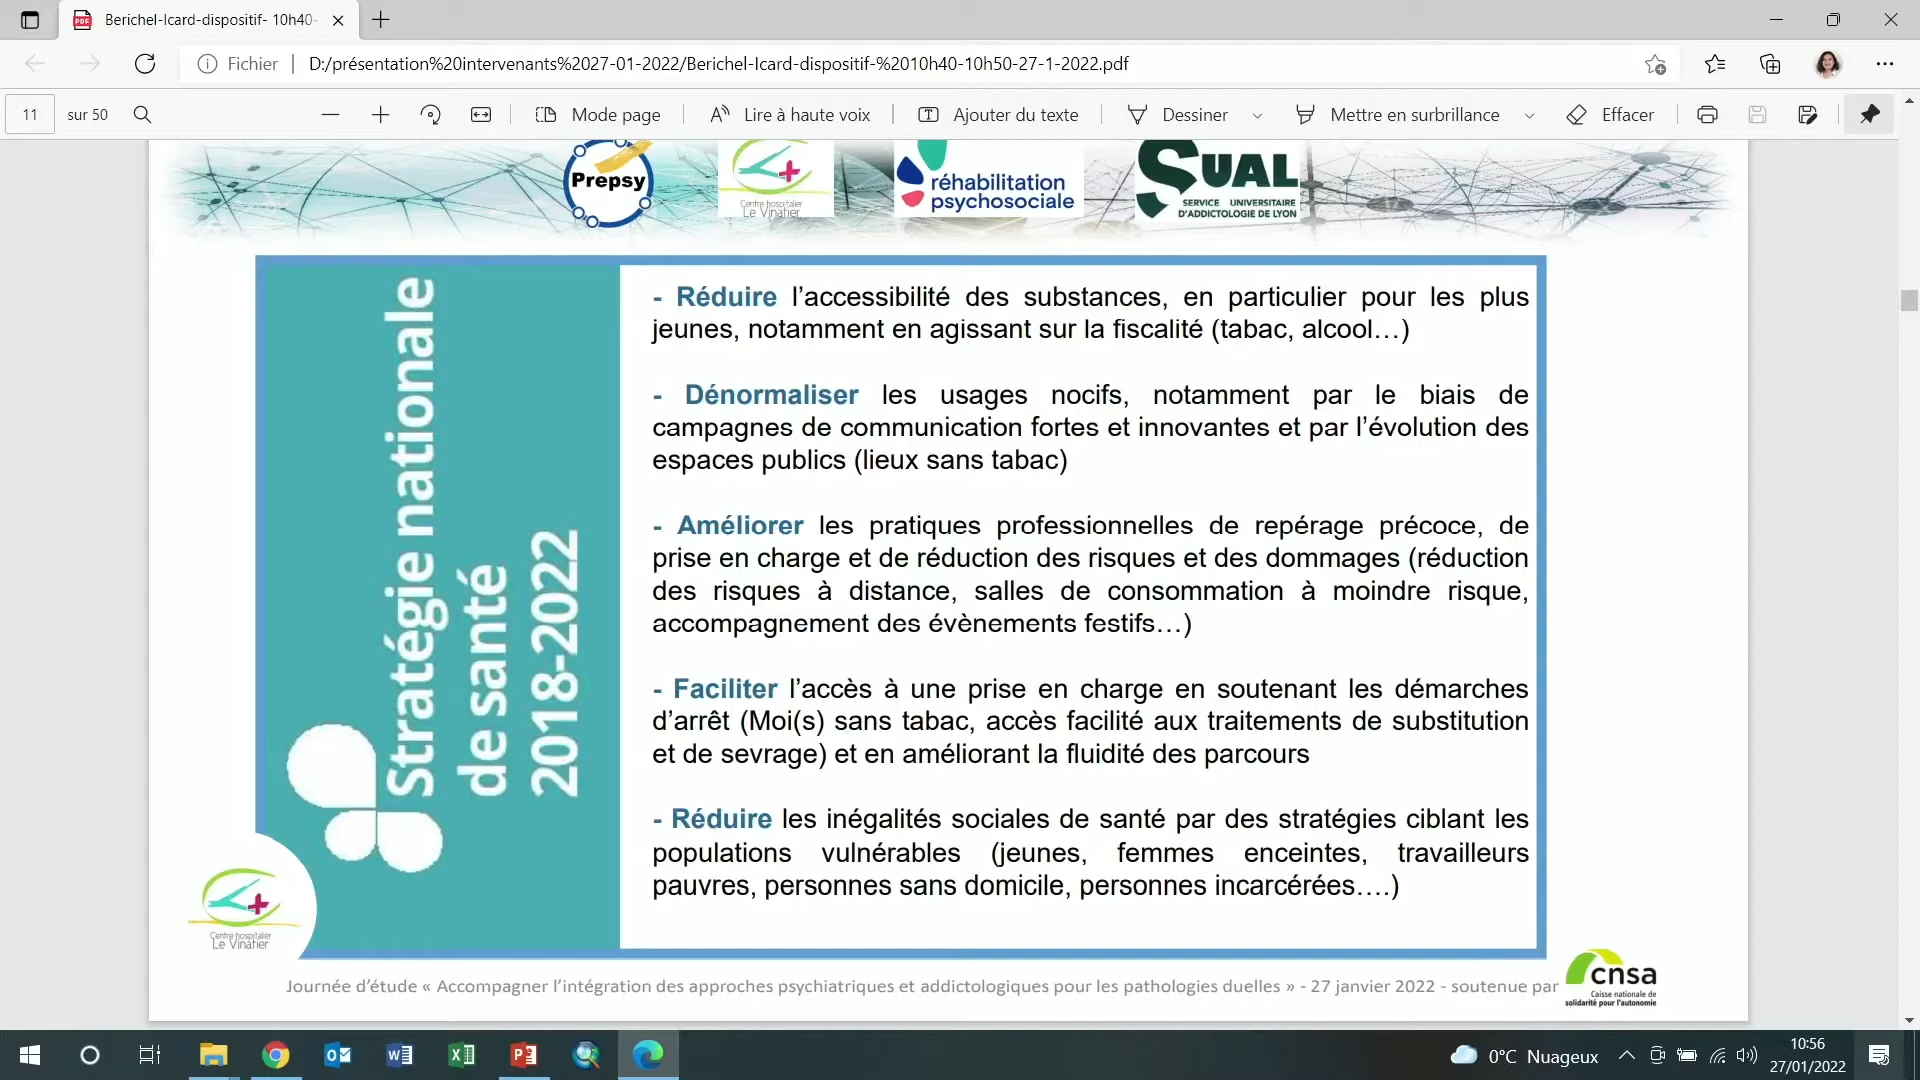 Berichel-Icard-dispositif- 10h40-
Fichier
D:/présentation%20intervenants%2027-01-2022/Berichel-Icard-dispositif-%2010h40-10h50-27-1-2022.pdf
11 sur 50
Mode page
Lire à haute voix
Ajouter du texte
Dessiner
Mettre en surbrillance
Effacer
Prepsy
Centre hospitalier
Le Vinatier
réhabilitation
psychosociale
SUAL
SERVICE UNIVERSITAIRE
D'ADDICTOLOGIE DE LYON
Stratégie nationale
de santé
2018-2022
- Réduire l’accessibilité des substances, en particulier pour les plus
jeunes, notamment en agissant sur la fiscalité (tabac, alcool…)
- Dénormaliser les usages nocifs, notamment par le biais de
campagnes de communication fortes et innovantes et par l’évolution des
espaces publics (lieux sans tabac)
- Améliorer les pratiques professionnelles de repérage précoce, de
prise en charge et de réduction des risques et des dommages (réduction
des risques à distance, salles de consommation à moindre risque,
accompagnement des évènements festifs…)
- Faciliter l’accès à une prise en charge en soutenant les démarches
d’arrêt (Moi(s) sans tabac, accès facilité aux traitements de substitution
et de sevrage) et en améliorant la fluidité des parcours
- Réduire les inégalités sociales de santé par des stratégies ciblant les
populations vulnérables (jeunes, femmes enceintes, travailleurs
pauvres, personnes sans domicile, personnes incarcérées….)
Centre hospitalier
Le Vinatier
Journée d’étude « Accompagner l’intégration des approches psychiatriques et addictologiques pour les pathologies duelles » - 27 janvier 2022 - soutenue par
cnsa
Caisse nationale de
solidarité pour l'autonomie
0°C Nuageux
10:56
27/01/2022